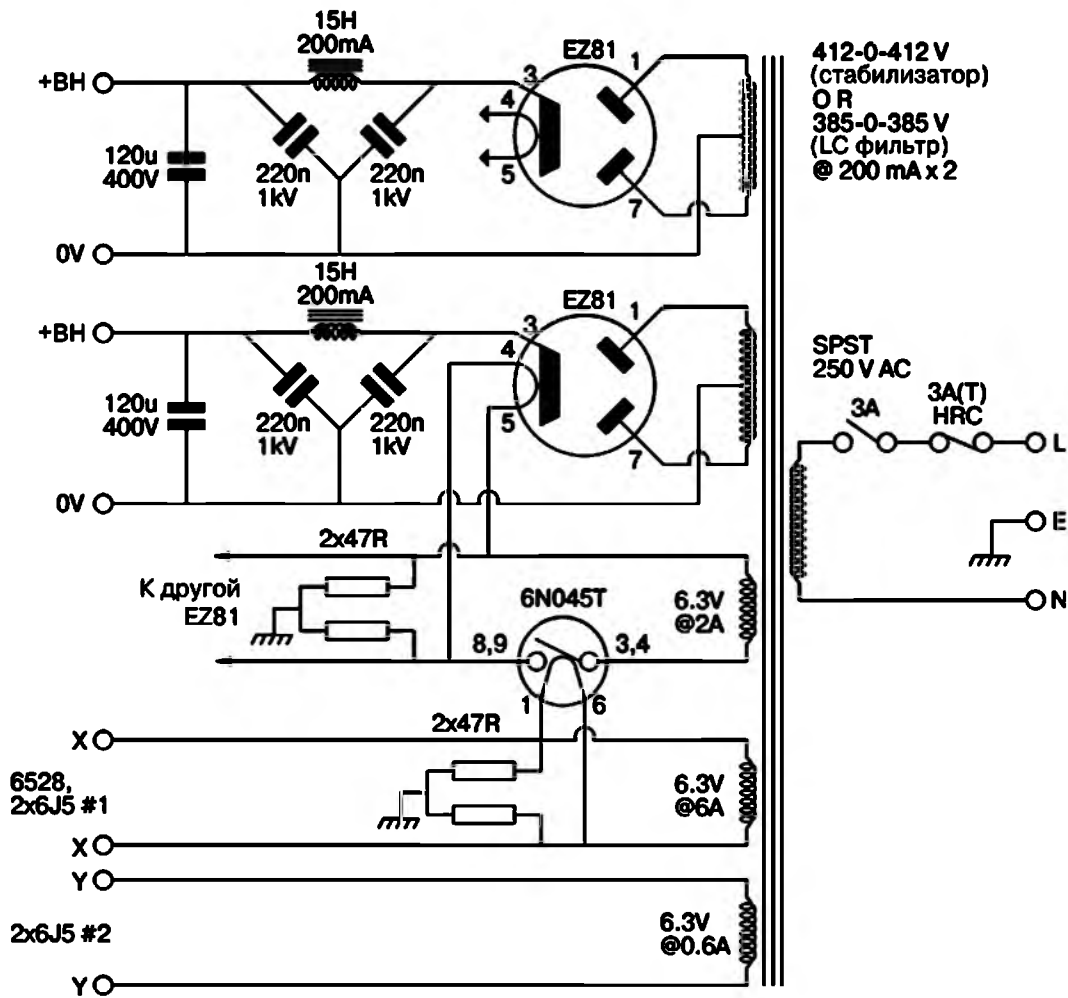 15H
200mA
EZ81
1
412-0-412 V
(стабилизатор)
O R
385-0-385 V
(LC фильтр)
@ 200 mA x 2
+BH
3
4
5
7
120u
400V
220n
1kV
220n
1kV
0V
15H
200mA
EZ81
1
+BH
3
4
5
7
120u
400V
220n
1kV
220n
1kV
0V
SPST
250 V AC
3A
3A(T)
HRC
L
E
N
2x47R
К другой
EZ81
6N045T
8,9
3,4
1
6
6.3V
@2A
2x47R
X
6528,
2x6J5 #1
X
6.3V
@6A
Y
2x6J5 #2
Y
6.3V
@0.6A